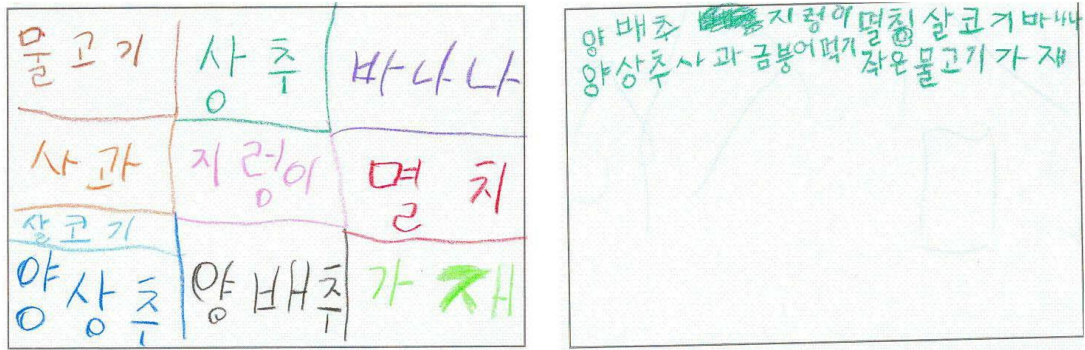 물고기 상추 바나나
사과 지렁이 멸치
살코기
양상추 양배추 가재
양배추 지렁이 멸칭 살코기 바나나
양상추 사과 금붕어먹기 작은물고기 가재